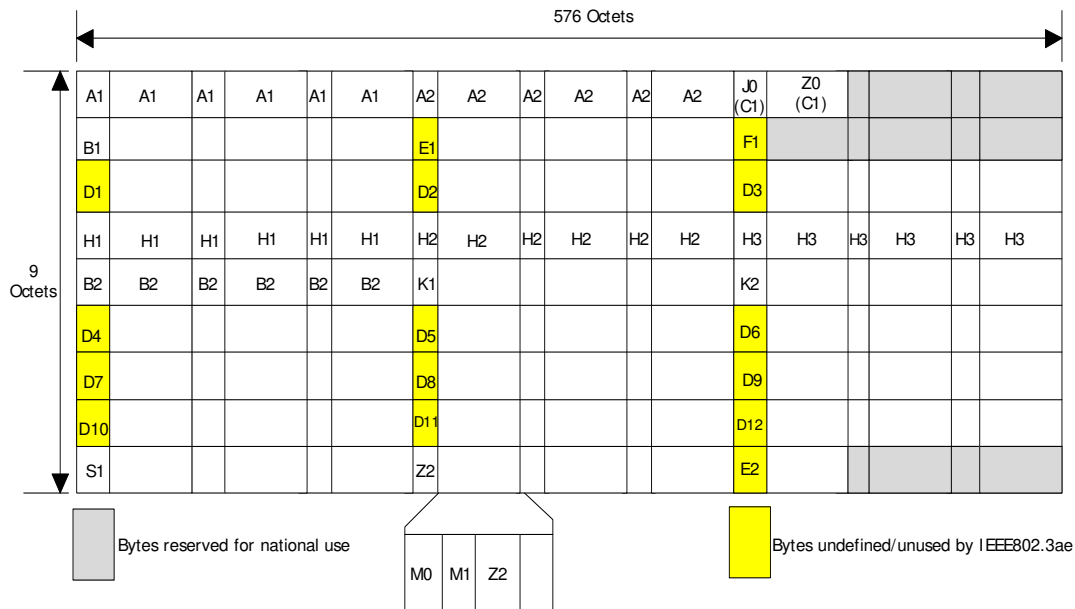 576 Octets
A1 A1 A1 A1 A1 A1 A2 A2 A2 A2 A2 A2 J0 (C1) Z0 (C1)
B1 E1 F1
D1 D2 D3
H1 H1 H1 H1 H1 H1 H2 H2 H2 H2 H2 H2 H3 H3 H3 H3 H3 H3
9 Octets
B2 B2 B2 B2 B2 B2 K1 K2
D4 D5 D6
D7 D8 D9
D10 D11 D12
S1 Z2 E2
Bytes reserved for national use
Bytes undefined/unused by IEEE802.3ae
M0 M1 Z2